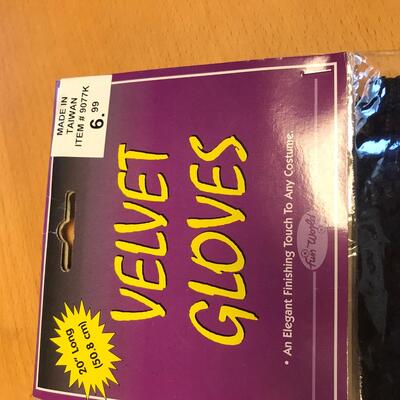 MADE IN
TAIWAN
ITEM # 9077K
6.99
VELVET
GLOVES
• An Elegant Finishing Touch To Any Costume.
fun World
20" Long
(50.8 cm)